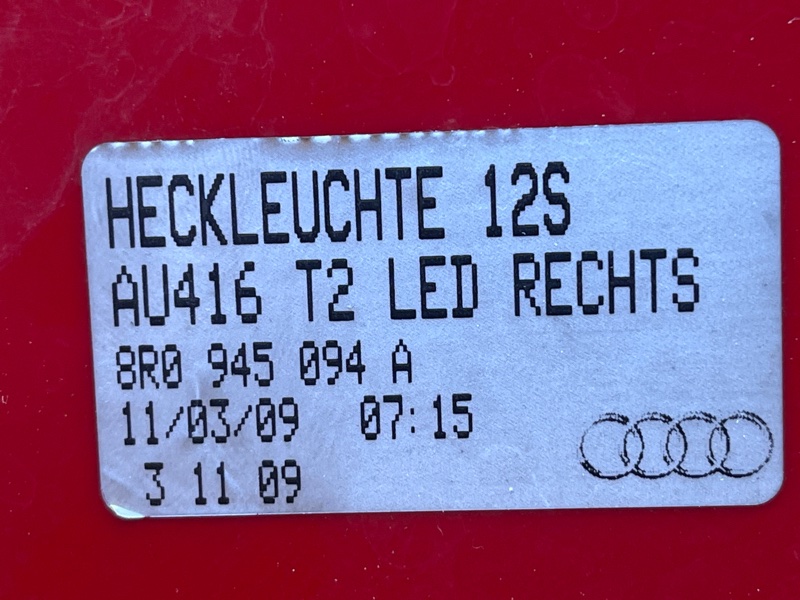 HECKLEUCHTE 12S
AU416 T2 LED RECHTS
8R0 945 094 A
11/03/09 07:15
3 11 09